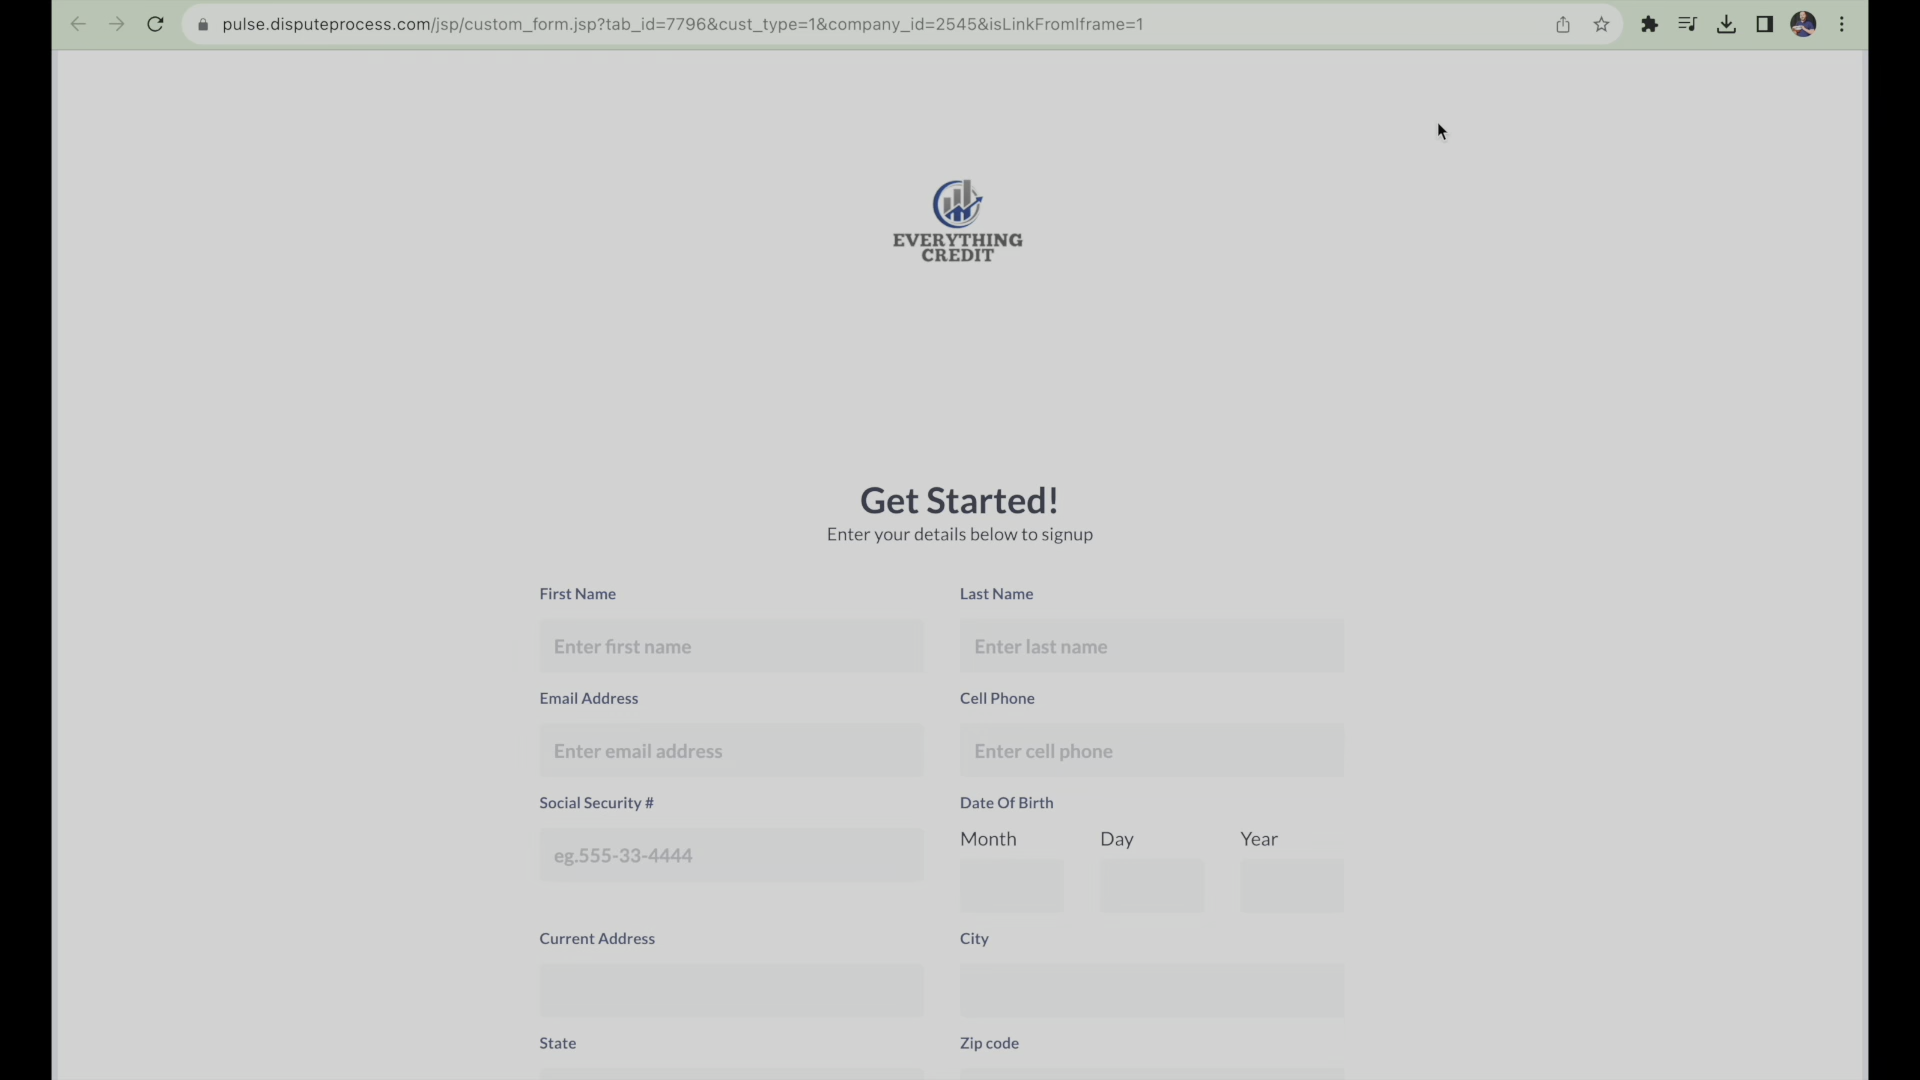 pulse.disputeprocess.com/jsp/custom_form.jsp?tab_id=7796&cust_type=1&company_id=2545&isLinkFromIframe=1
EVERYTHING
CREDIT
Get Started!
Enter your details below to signup
First Name
Last Name
Enter first name
Enter last name
Email Address
Cell Phone
Enter email address
Enter cell phone
Social Security #
Date Of Birth
eg.555-33-4444
Month
Day
Year
Current Address
City
State
Zip code